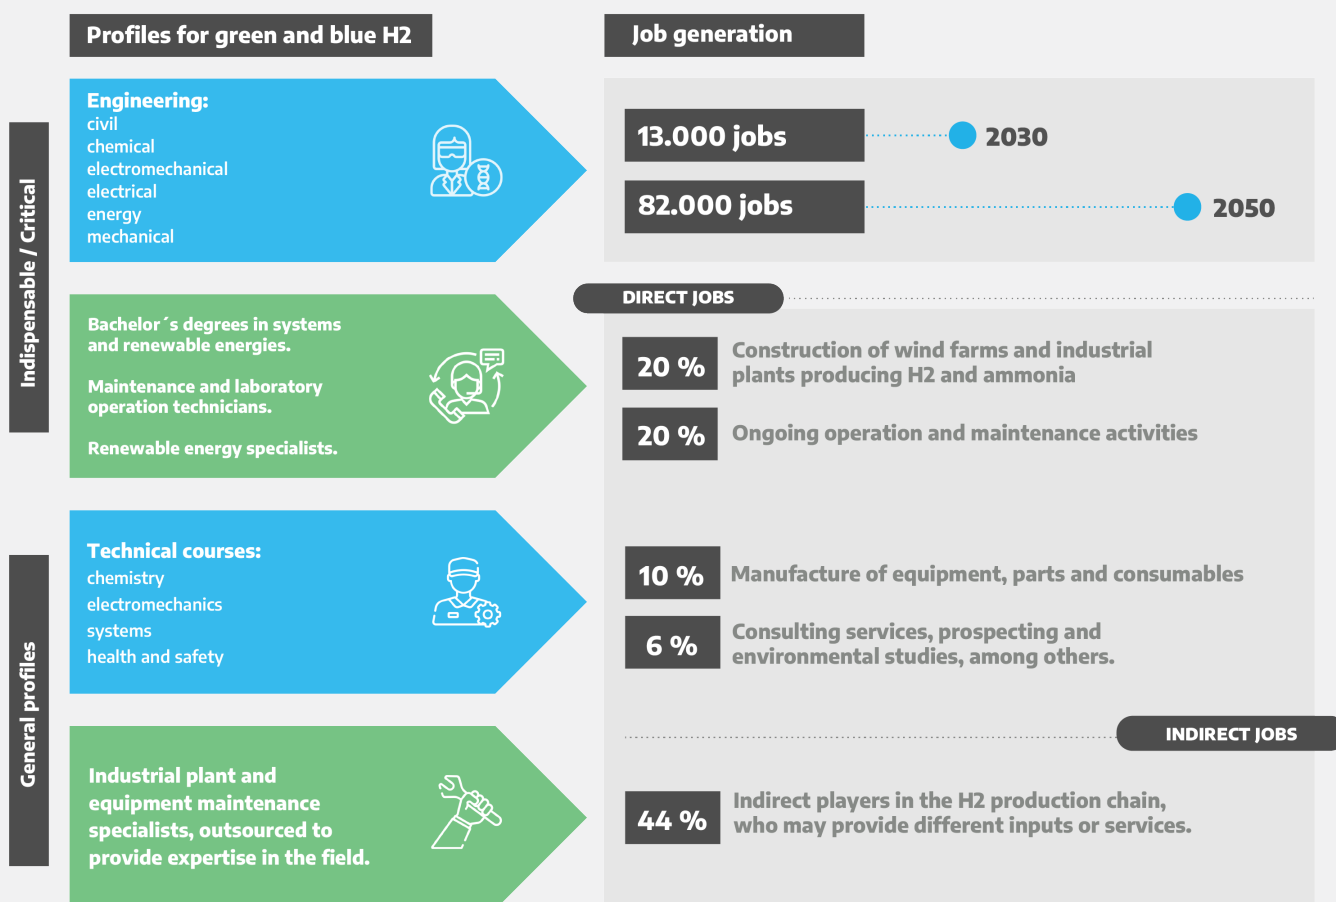 Profiles for green and blue H2
Indispensable / Critical
Engineering:
civil
chemical
electromechanical
electrical
energy
mechanical
Bachelor´s degrees in systems
and renewable energies.
Maintenance and laboratory
operation technicians.
Renewable energy specialists.
General profiles
Technical courses:
chemistry
electromechanics
systems
health and safety
Industrial plant and
equipment maintenance
specialists, outsourced to
provide expertise in the field.
Job generation
13.000 jobs
2030
82.000 jobs
2050
DIRECT JOBS
20 %
Construction of wind farms and industrial
plants producing H2 and ammonia
20 %
Ongoing operation and maintenance activities
10 %
Manufacture of equipment, parts and consumables
6 %
Consulting services, prospecting and
environmental studies, among others.
INDIRECT JOBS
44 %
Indirect players in the H2 production chain,
who may provide different inputs or services.